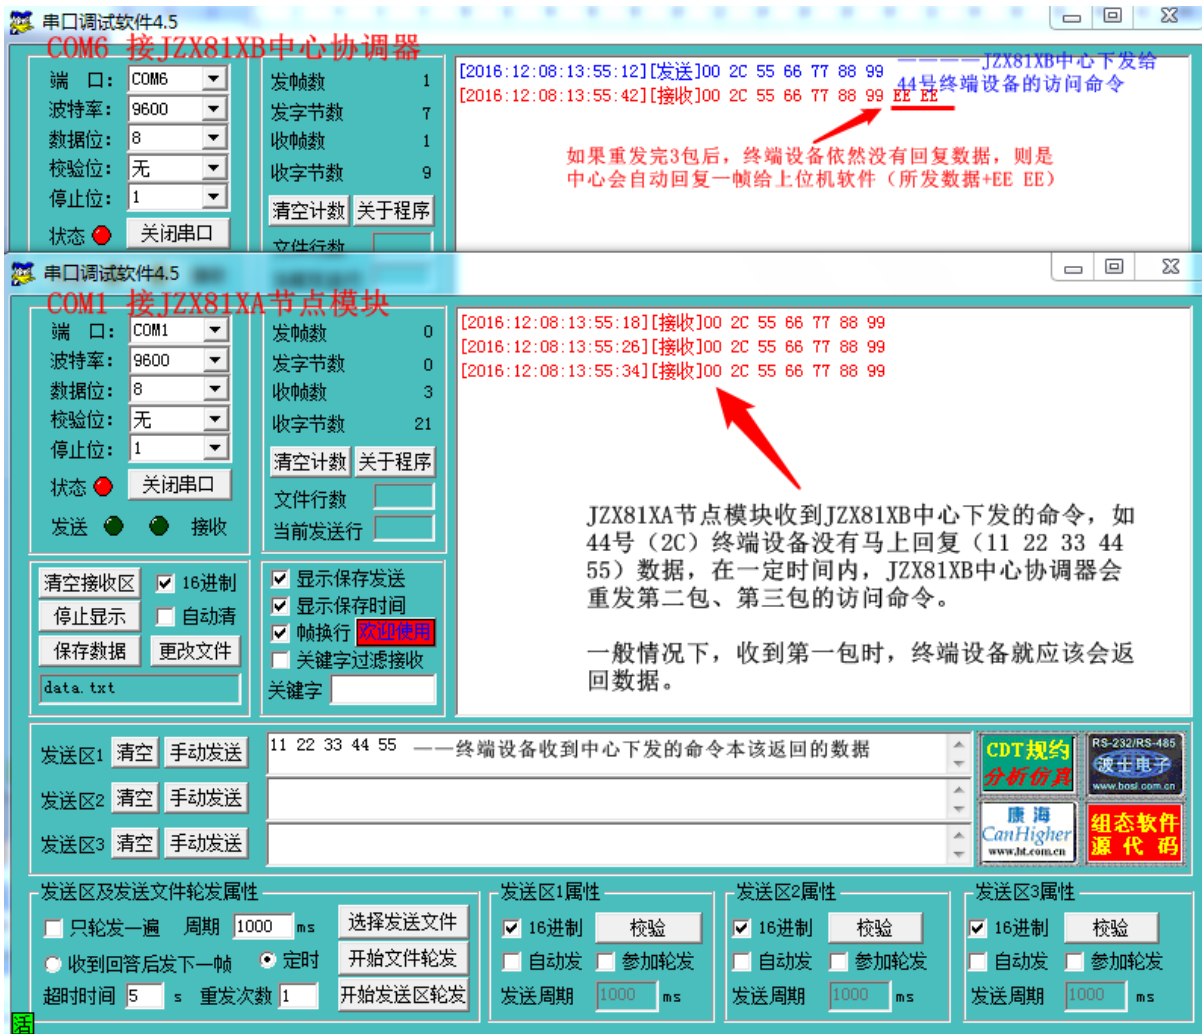 串口调试软件4.5
COM6 接JZX81XB中心协调器
端 口: COM6
波特率: 9600
数据位: 8
校验位: 无
停止位: 1
状态 关闭串口
发帧数 1
发字节数 7
收帧数 1
收字节数 9
清空计数 关于程序
文件行数
[2016:12:08:13:55:12][发送]00 2C 55 66 77 88 99
————JZX81XB中心下发给
44号终端设备的访问命令
[2016:12:08:13:55:42][接收]00 2C 55 66 77 88 99 EE EE
如果重发完3包后，终端设备依然没有回复数据，则是
中心会自动回复一帧给上位机软件（所发数据+EE EE）
串口调试软件4.5
COM1 接JZX81XA节点模块
端 口: COM1
波特率: 9600
数据位: 8
校验位: 无
停止位: 1
状态 关闭串口
发送 接收
发帧数 0
发字节数 0
收帧数 3
收字节数 21
清空计数 关于程序
文件行数
当前发送行
[2016:12:08:13:55:18][接收]00 2C 55 66 77 88 99
[2016:12:08:13:55:26][接收]00 2C 55 66 77 88 99
[2016:12:08:13:55:34][接收]00 2C 55 66 77 88 99
JZX81XA节点模块收到JZX81XB中心下发的命令，如
44号（2C）终端设备没有马上回复（11 22 33 44
55）数据，在一定时间内，JZX81XB中心协调器会
重发第二包、第三包的访问命令。
一般情况下，收到第一包时，终端设备就应该会返
回数据。
清空接收区 16进制
停止显示 自动清
保存数据 更改文件
data.txt
显示保存发送
显示保存时间
帧换行 欢迎使用
关键字过滤接收
关键字
发送区1 清空 手动发送 11 22 33 44 55 ——终端设备收到中心下发的命令本该返回的数据
发送区2 清空 手动发送
发送区3 清空 手动发送
CDT规约
分析仿真
RS-232/RS-485
波士电子
www.bosi.com.cn
康海
CanHigher
www.ht.com.cn
组态软件
源代码
发送区及发送文件轮发属性
只轮发一遍 周期 1000 ms 选择发送文件
收到回答后发下一帧 定时 开始文件轮发
超时时间 5 s 重发次数 1 开始发送区轮发
发送区1属性
16进制 校验
自动发 参加轮发
发送周期 1000 ms
发送区2属性
16进制 校验
自动发 参加轮发
发送周期 1000 ms
发送区3属性
16进制 校验
自动发 参加轮发
发送周期 1000 ms
活